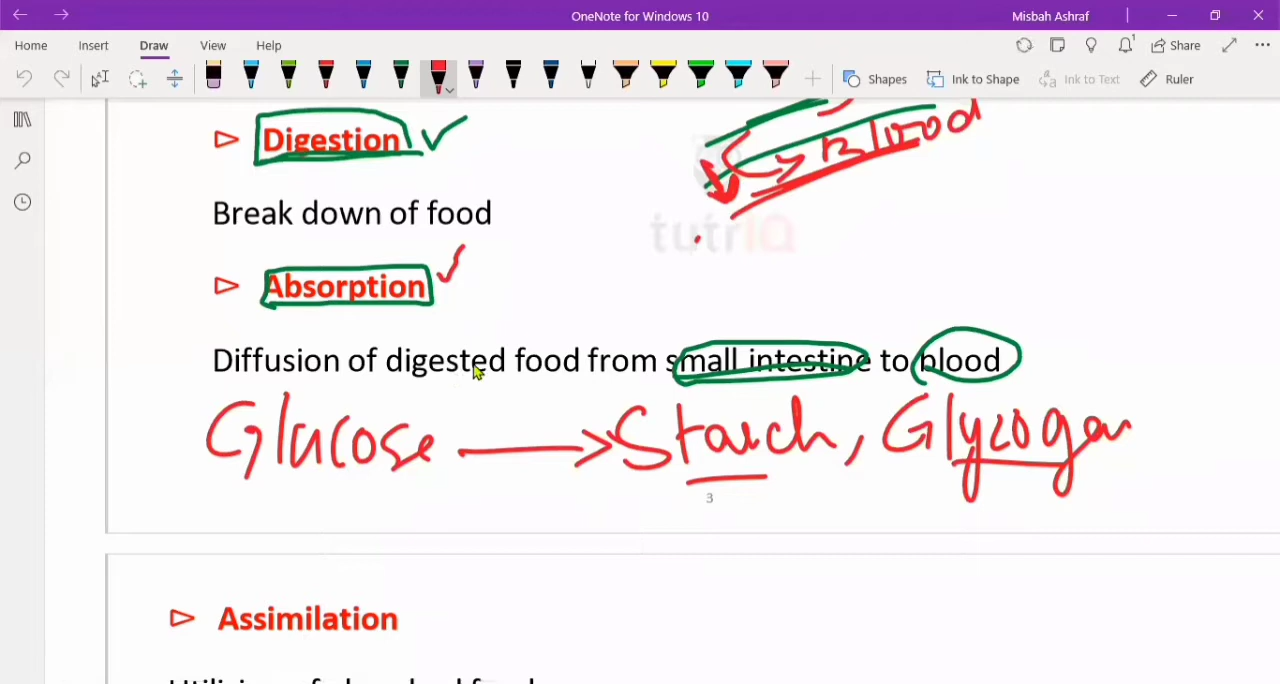 OneNote for Windows 10
Misbah Ashraf
Home Insert Draw View Help
Share
Shapes Ink to Shape Ink to Text Ruler
Digestion
Blood
Break down of food
tutrIQ
Absorption
Diffusion of digested food from small intestine to blood
Glucose → Starch, Glycogen
3
Assimilation